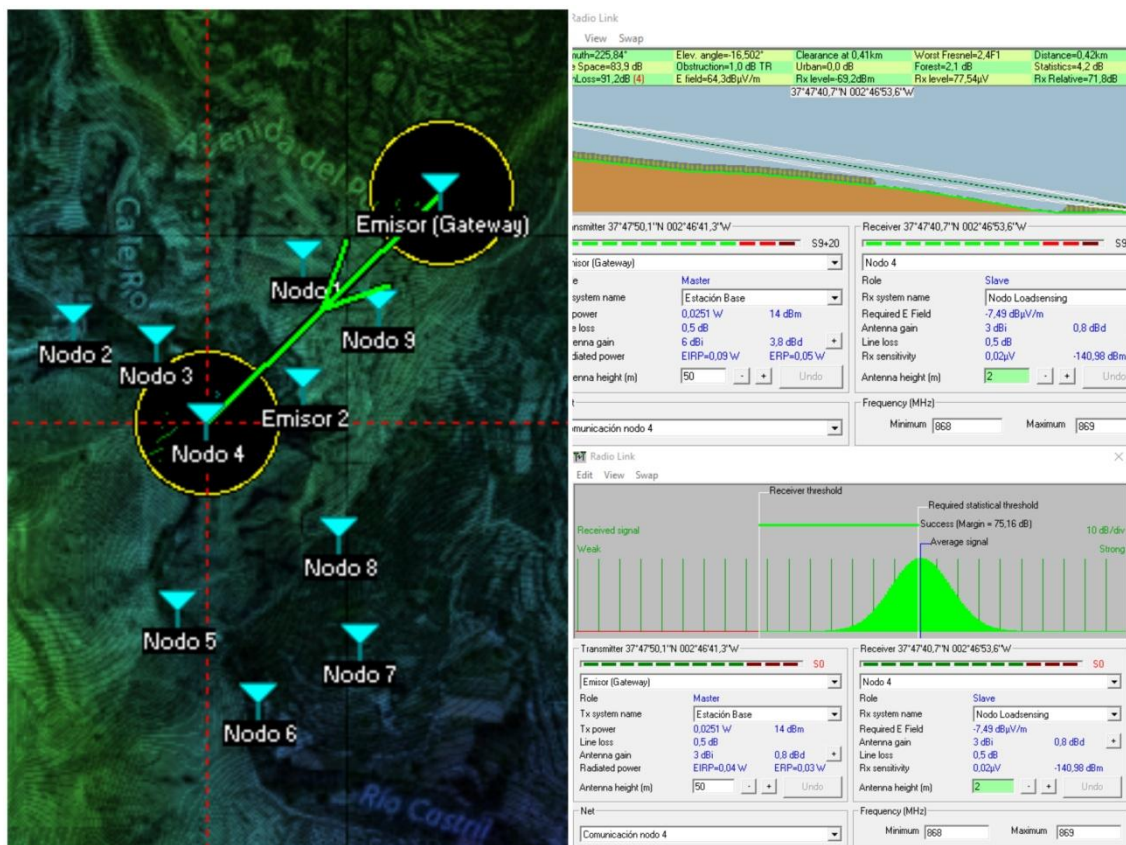 Avenida del P
Calle Ro
Emisor (Gateway)
Nodo 1
Nodo 9
Nodo 2
Nodo 3
Emisor 2
Nodo 4
Nodo 8
Nodo 5
Nodo 7
Nodo 6
Río Castril
Radio Link
View Swap
muth=225,84° Elev. angle=-16,502° Clearance at 0,41km Worst Fresnel=2,4F1 Distance=0,42km
e Space=83,9 dB Obstruction=1,0 dB TR Urban=0,0 dB Forest=2,1 dB Statistics=4,2 dB
hLoss=91,2dB (4) E field=64,3dBµV/m Rx level=-69,2dBm Rx level=77,54µV Rx Relative=71,8dB
37°47'40,7"N 002°46'53,6"W
ansmitter 37°47'50,1"N 002°46'41,3"W
S9+20
misor (Gateway)
e Master
system name Estación Base
power 0,0251 W 14 dBm
e loss 0,5 dB
enna gain 6 dBi 3,8 dBd +
diated power EIRP=0,09 W ERP=0,05 W
enna height (m) 50 - + Undo
t
omunicación nodo 4
Receiver 37°47'40,7"N 002°46'53,6"W
S9
Nodo 4
Role Slave
Rx system name Nodo Loadsensing
Required E Field -7,49 dBµV/m
Antenna gain 3 dBi 0,8 dBd
Line loss 0,5 dB
Rx sensitivity 0,02µV -140,98 dBm
Antenna height (m) 2 - + Undo
Frequency (MHz)
Minimum 868 Maximum 869
Radio Link
Edit View Swap
Receiver threshold
Required statistical threshold
Received signal Success (Margin = 75,16 dB) 10 dB/div
Average signal
Weak Strong
Transmitter 37°47'50,1"N 002°46'41,3"W
S0
Emisor (Gateway)
Role Master
Tx system name Estación Base
Tx power 0,0251 W 14 dBm
Line loss 0,5 dB
Antenna gain 3 dBi 0,8 dBd +
Radiated power EIRP=0,04 W ERP=0,03 W
Antenna height (m) 50 - + Undo
Net
Comunicación nodo 4
Receiver 37°47'40,7"N 002°46'53,6"W
S0
Nodo 4
Role Slave
Rx system name Nodo Loadsensing
Required E Field -7,49 dBµV/m
Antenna gain 3 dBi 0,8 dBd +
Line loss 0,5 dB
Rx sensitivity 0,02µV -140,98 dBm
Antenna height (m) 2 - + Undo
Frequency (MHz)
Minimum 868 Maximum 869